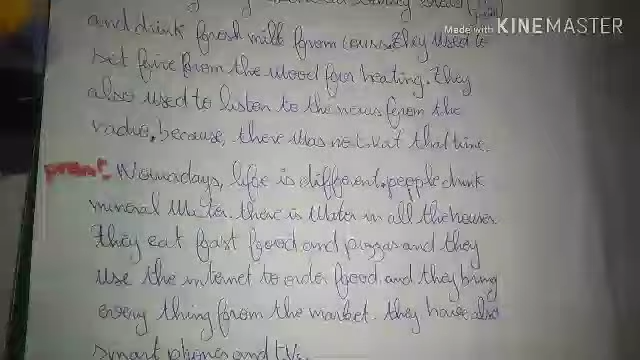 Made with KINEMASTER
and drink fresh milk from cows. They used to
set fire from the wood for heating. They
also used to listen to the news from the
radio, because, there was no t.v at that time.
Nowadays, life is different. people drink
mineral water. there is water in all the houses.
they eat fast food and pizzas and they
use the internet to order food and they bring
every thing from the market. they have also
smart phones and t.vs.